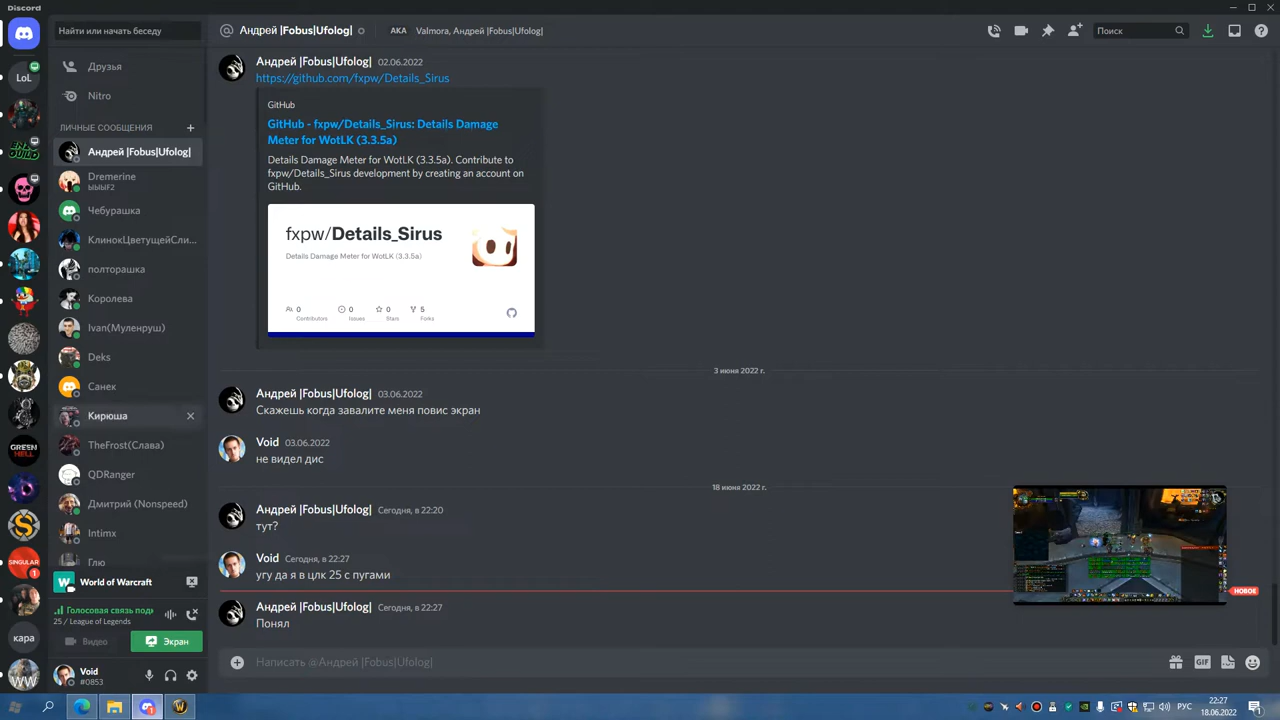 Discord
Найти или начать беседу
Андрей |Fobus|Ufolog|
AKA Valmora, Андрей |Fobus|Ufolog|
Поиск
LoL
GREEN HELL
SINGULAR
1
кара
WW
Друзья
Nitro
ЛИЧНЫЕ СООБЩЕНИЯ
Андрей |Fobus|Ufolog|
Dremerine
ЫЫЫF2
Чебурашка
КлинокЦветущейСли...
полторашка
Королева
Ivan(Муленруш)
Deks
Санек
Кирюша
TheFrost(Слава)
QDRanger
Дмитрий (Nonspeed)
Intimx
Глю
World of Warcraft
Голосовая связь подк
25 / League of Legends
Видео
Экран
Void
#0853
Андрей |Fobus|Ufolog| 02.06.2022
https://github.com/fxpw/Details_Sirus
GitHub
GitHub - fxpw/Details_Sirus: Details Damage
Meter for WotLK (3.3.5a)
Details Damage Meter for WotLK (3.3.5a). Contribute to
fxpw/Details_Sirus development by creating an account on
GitHub.
fxpw/Details_Sirus
Details Damage Meter for WotLK (3.3.5a)
0 0 0 5
Contributors Issues Stars Forks
3 июня 2022 г.
Андрей |Fobus|Ufolog| 03.06.2022
Скажешь когда завалите меня повис экран
Void 03.06.2022
не видел дис
18 июня 2022 г.
Андрей |Fobus|Ufolog| Сегодня, в 22:20
тут?
Void Сегодня, в 22:27
угу да я в цлк 25 с пугами
НОВОЕ
Андрей |Fobus|Ufolog| Сегодня, в 22:27
Понял
Написать @Андрей |Fobus|Ufolog|
GIF
РУС
22:27
18.06.2022
1